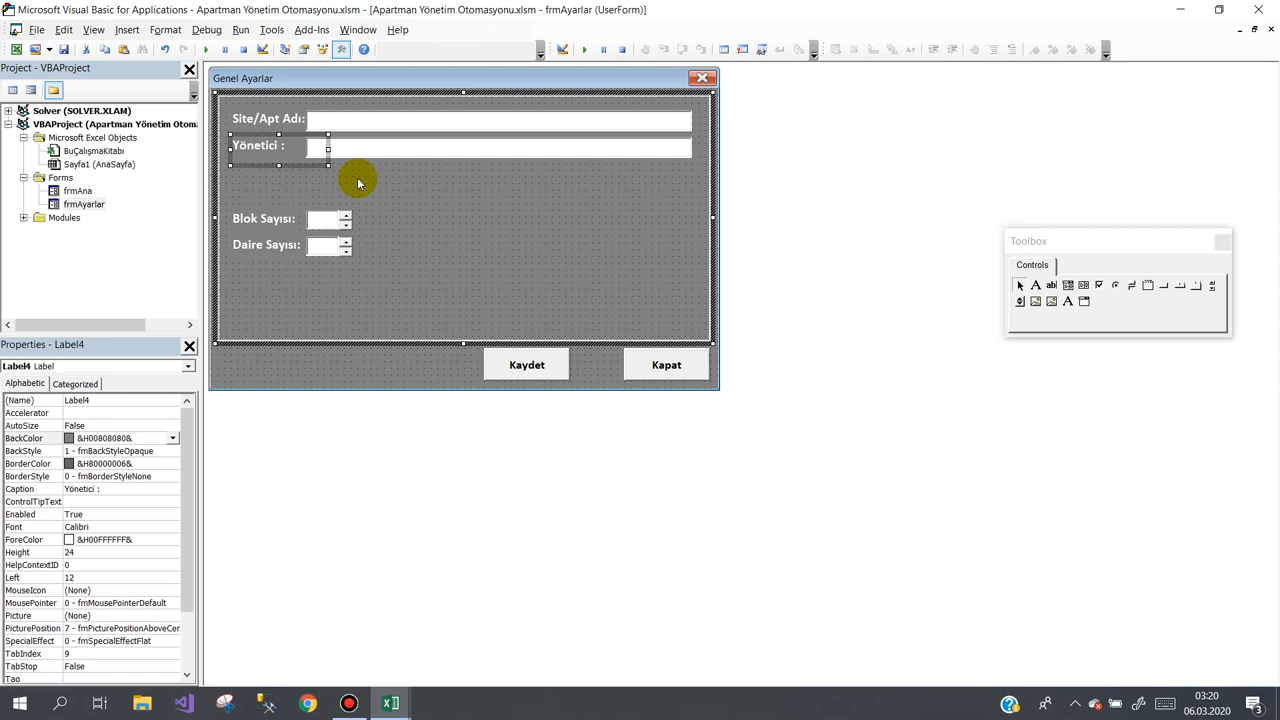 Microsoft Visual Basic for Applications - Apartman Yönetim Otomasyonu.xlsm - [Apartman Yönetim Otomasyonu.xlsm - frmAyarlar (UserForm)]
File Edit View Insert Format Debug Run Tools Add-Ins Window Help
Project - VBAProject
Solver (SOLVER.XLAM)
VBAProject (Apartman Yönetim Otoma
Microsoft Excel Objects
BuÇalışmaKitabı
Sayfa1 (AnaSayfa)
Forms
frmAna
frmAyarlar
Modules
Properties - Label4
Label4 Label
Alphabetic Categorized
(Name) Label4
Accelerator
AutoSize False
BackColor &H00808080&
BackStyle 1 - fmBackStyleOpaque
BorderColor &H80000006&
BorderStyle 0 - fmBorderStyleNone
Caption Yönetici :
ControlTipText
Enabled True
Font Calibri
ForeColor &H00FFFFFF&
Height 24
HelpContextID 0
Left 12
MouseIcon (None)
MousePointer 0 - fmMousePointerDefault
Picture (None)
PicturePosition 7 - fmPicturePositionAboveCer
SpecialEffect 0 - fmSpecialEffectFlat
TabIndex 9
TabStop False
Tag
Genel Ayarlar
Site/Apt Adı:
Yönetici :
Blok Sayısı:
Daire Sayısı:
Kaydet Kapat
Toolbox
Controls
03:20
06.03.2020
3